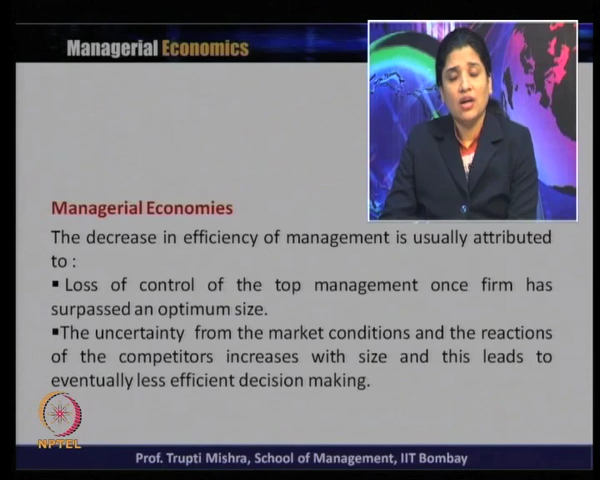 Managerial Economics
Managerial Economies
The decrease in efficiency of management is usually attributed
to :
▪ Loss of control of the top management once firm has
surpassed an optimum size.
▪The uncertainty from the market conditions and the reactions
of the competitors increases with size and this leads to
eventually less efficient decision making.
NPTEL
Prof. Trupti Mishra, School of Management, IIT Bombay